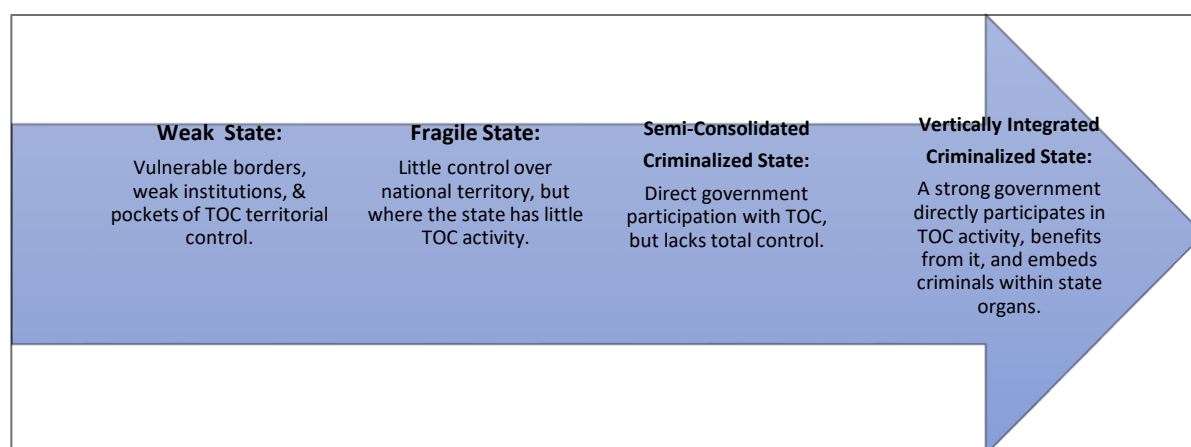 Weak State:
Vulnerable borders,
weak institutions, &
pockets of TOC territorial
control.
Fragile State:
Little control over
national territory, but
where the state has little
TOC activity.
Semi-Consolidated
Criminalized State:
Direct government
participation with TOC,
but lacks total control.
Vertically Integrated
Criminalized State:
A strong government
directly participates in
TOC activity, benefits
from it, and embeds
criminals within state
organs.